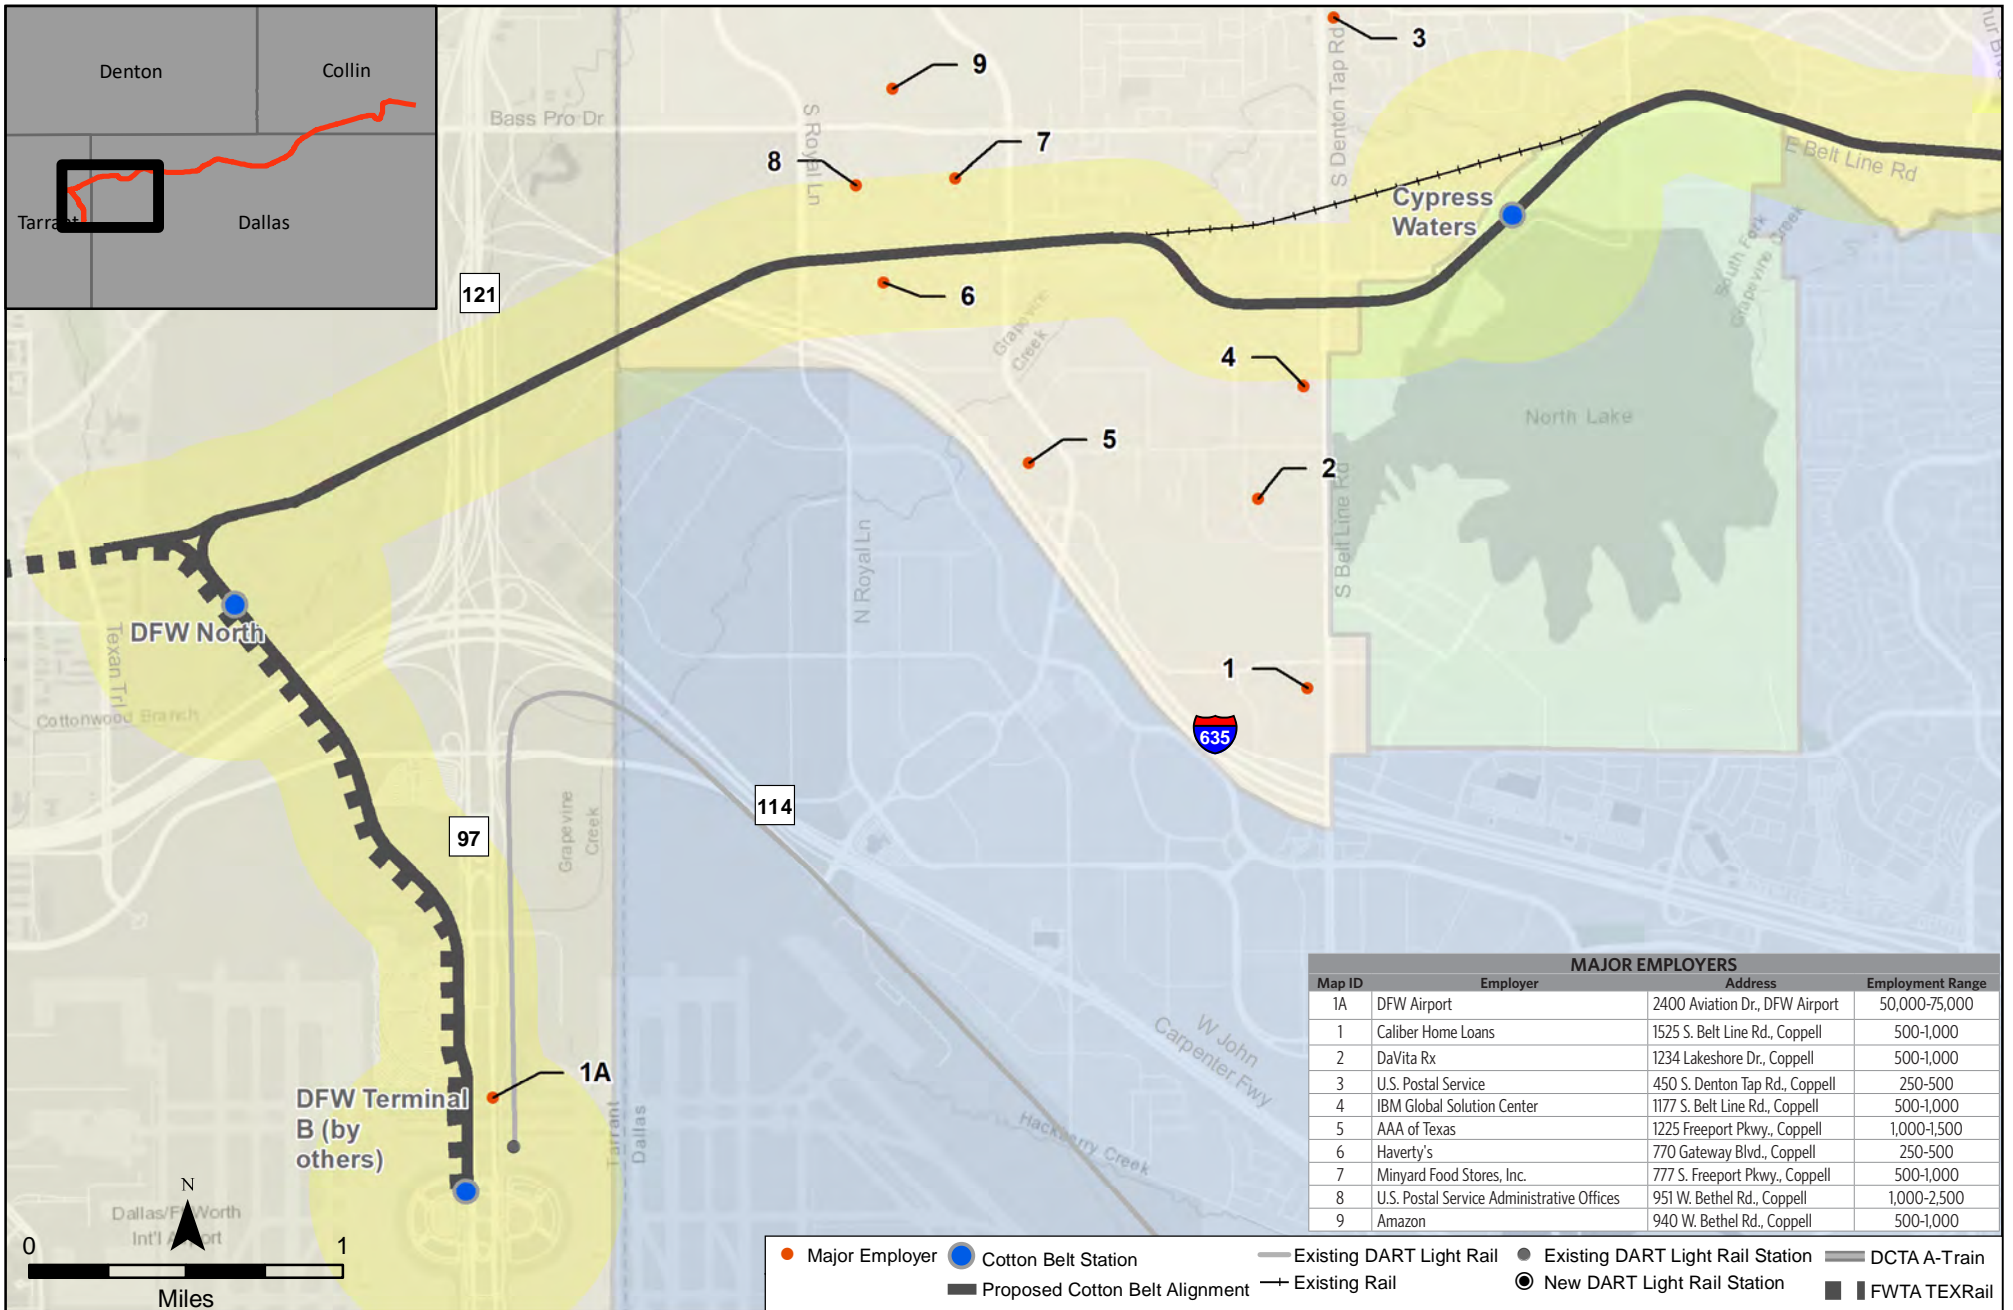 Denton
Collin
Tarrant
Dallas
3
9
Bass Pro Dr
S Royal Ln
S Denton Tap Rd
7
8
E Belt Line Rd
Cypress
Waters
South Fork
Grapevine Creek
121
6
Grapevine
Creek
4
North Lake
5
2
S Belt Line Rd
N Royal Ln
DFW North
Texan Trl
Cottonwood Branch
1
635
114
97
Grapevine
Creek
W John
Carpenter Fwy
Hackberry Creek
1A
DFW Terminal
B (by
others)
Tarrant
Dallas
N
Dallas/Ft Worth
Int'l Airport
0 1
Miles
MAJOR EMPLOYERS
Map ID Employer Address Employment Range
1A DFW Airport 2400 Aviation Dr., DFW Airport 50,000-75,000
1 Caliber Home Loans 1525 S. Belt Line Rd., Coppell 500-1,000
2 DaVita Rx 1234 Lakeshore Dr., Coppell 500-1,000
3 U.S. Postal Service 450 S. Denton Tap Rd., Coppell 250-500
4 IBM Global Solution Center 1177 S. Belt Line Rd., Coppell 500-1,000
5 AAA of Texas 1225 Freeport Pkwy., Coppell 1,000-1,500
6 Haverty's 770 Gateway Blvd., Coppell 250-500
7 Minyard Food Stores, Inc. 777 S. Freeport Pkwy., Coppell 500-1,000
8 U.S. Postal Service Administrative Offices 951 W. Bethel Rd., Coppell 1,000-2,500
9 Amazon 940 W. Bethel Rd., Coppell 500-1,000
Major Employer Cotton Belt Station Existing DART Light Rail Existing DART Light Rail Station DCTA A-Train
Proposed Cotton Belt Alignment Existing Rail New DART Light Rail Station FWTA TEXRail